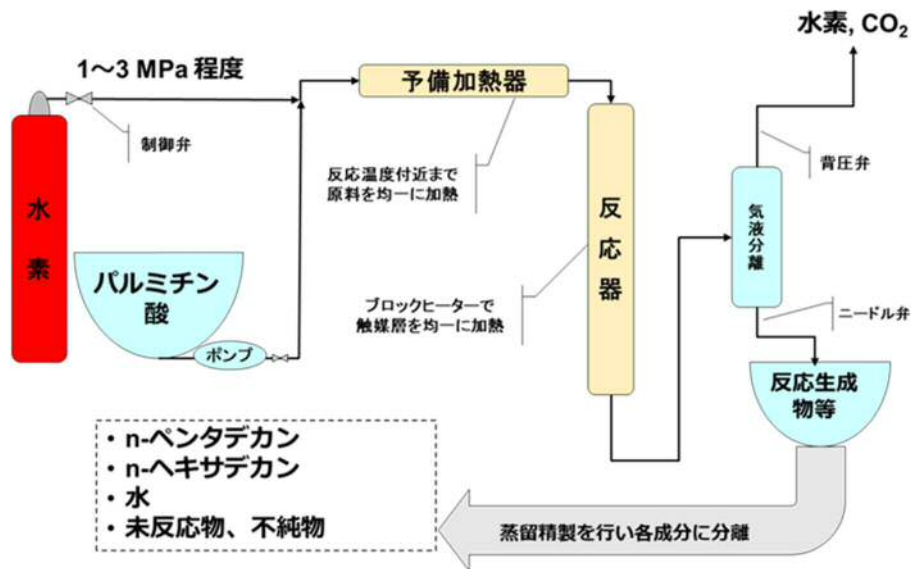 水素, CO₂
1～3 MPa 程度
予備加熱器
制御弁
反応温度付近まで
原料を均一に加熱
背圧弁
水
素
反
応
器
気
液
分
離
パルミチン
酸
ブロックヒーターで
触媒層を均一に加熱
ニードル弁
ポンプ
反応生成
物等
・n-ペンタデカン
・n-ヘキサデカン
・水
・未反応物、不純物
蒸留精製を行い各成分に分離